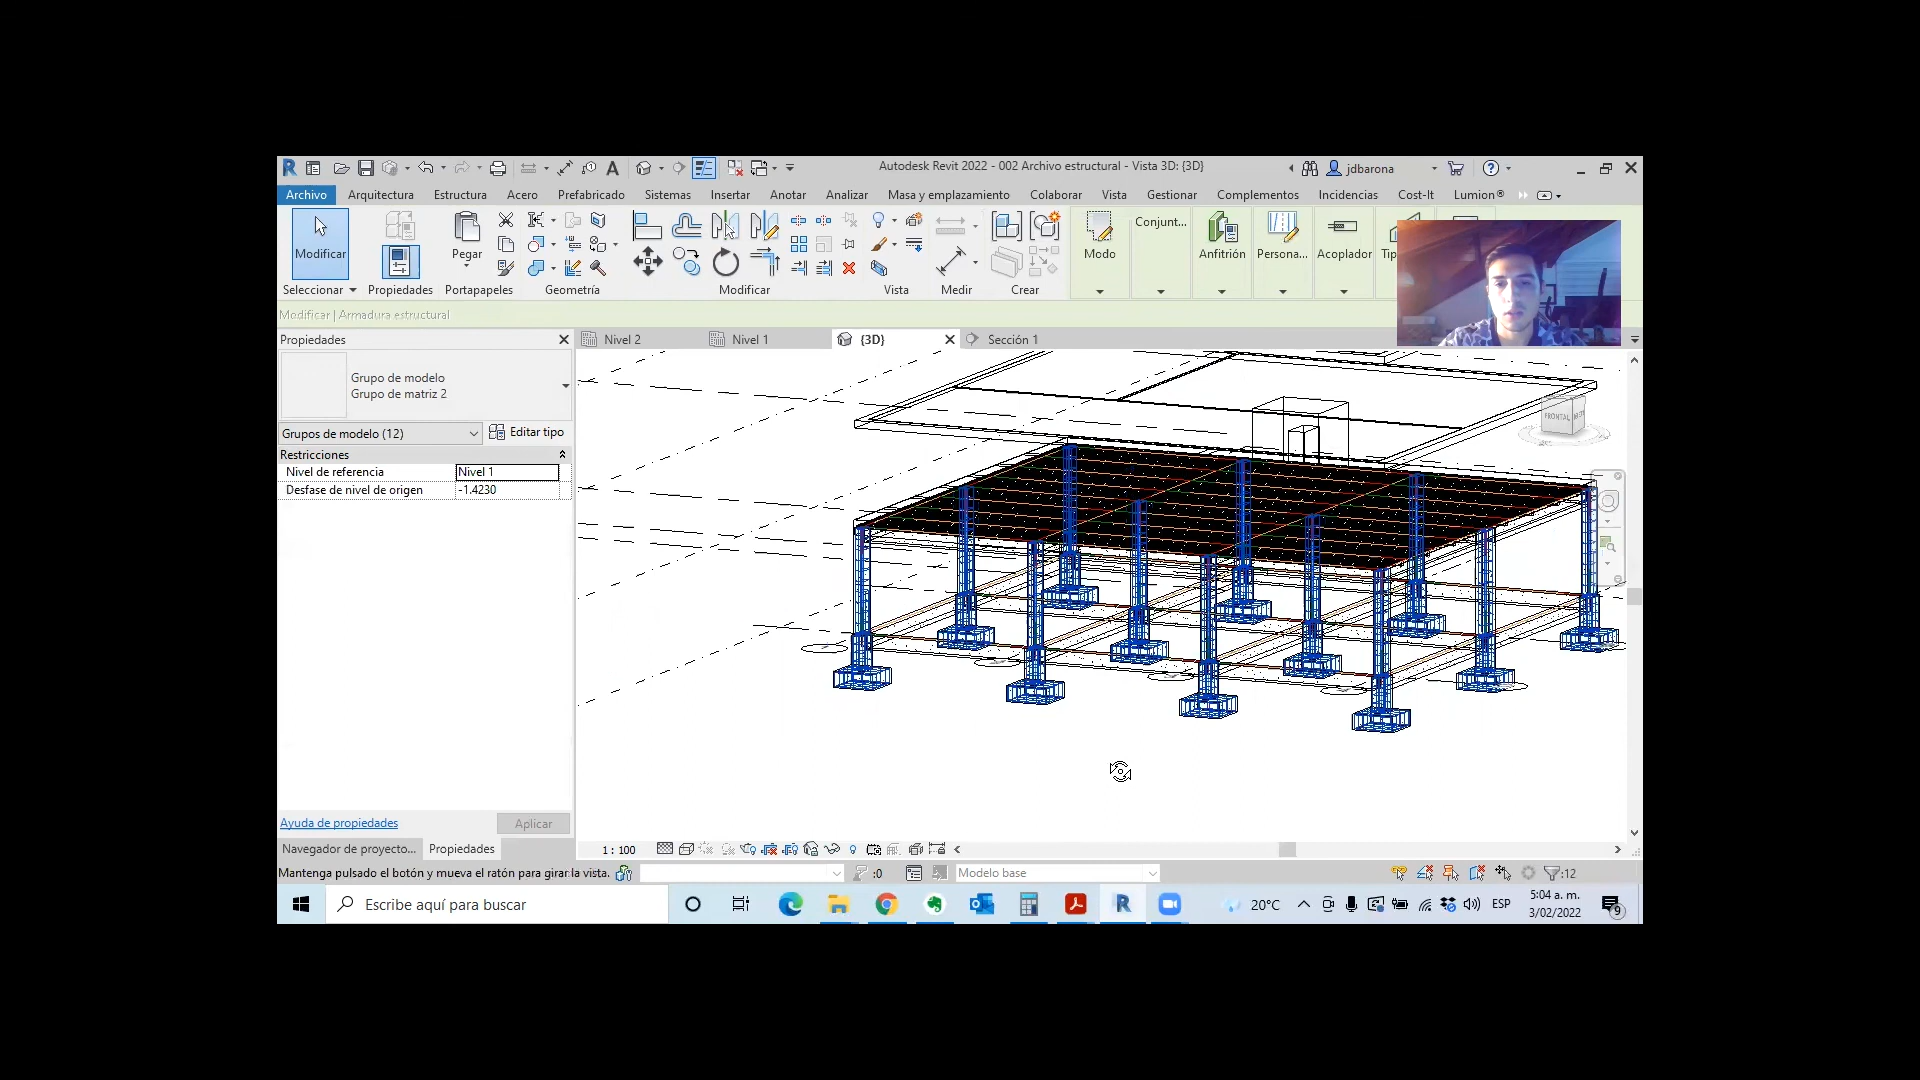 Autodesk Revit 2022 - 002 Archivo estructural - Vista 3D: {3D}
jdbarona
Archivo Arquitectura Estructura Acero Prefabricado Sistemas Insertar Anotar Analizar Masa y emplazamiento Colaborar Vista Gestionar Complementos Incidencias Cost-It Lumion®
Modificar Pegar Modo Conjunt... Anfitrión Persona... Acoplador Tip
Seleccionar Propiedades Portapapeles Geometría Modificar Vista Medir Crear
Modificar | Armadura estructural
Propiedades
Nivel 2 Nivel 1 {3D} Sección 1
Grupo de modelo
Grupo de matriz 2
Grupos de modelo (12) Editar tipo
Restricciones
Nivel de referencia Nivel 1
Desfase de nivel de origen -1.4230
FRONTAL
Ayuda de propiedades Aplicar
Navegador de proyecto... Propiedades
1 : 100
Mantenga pulsado el botón y mueva el ratón para girar la vista. :0 Modelo base :12
Escribe aquí para buscar
20°C ESP 5:04 a. m.
3/02/2022
9